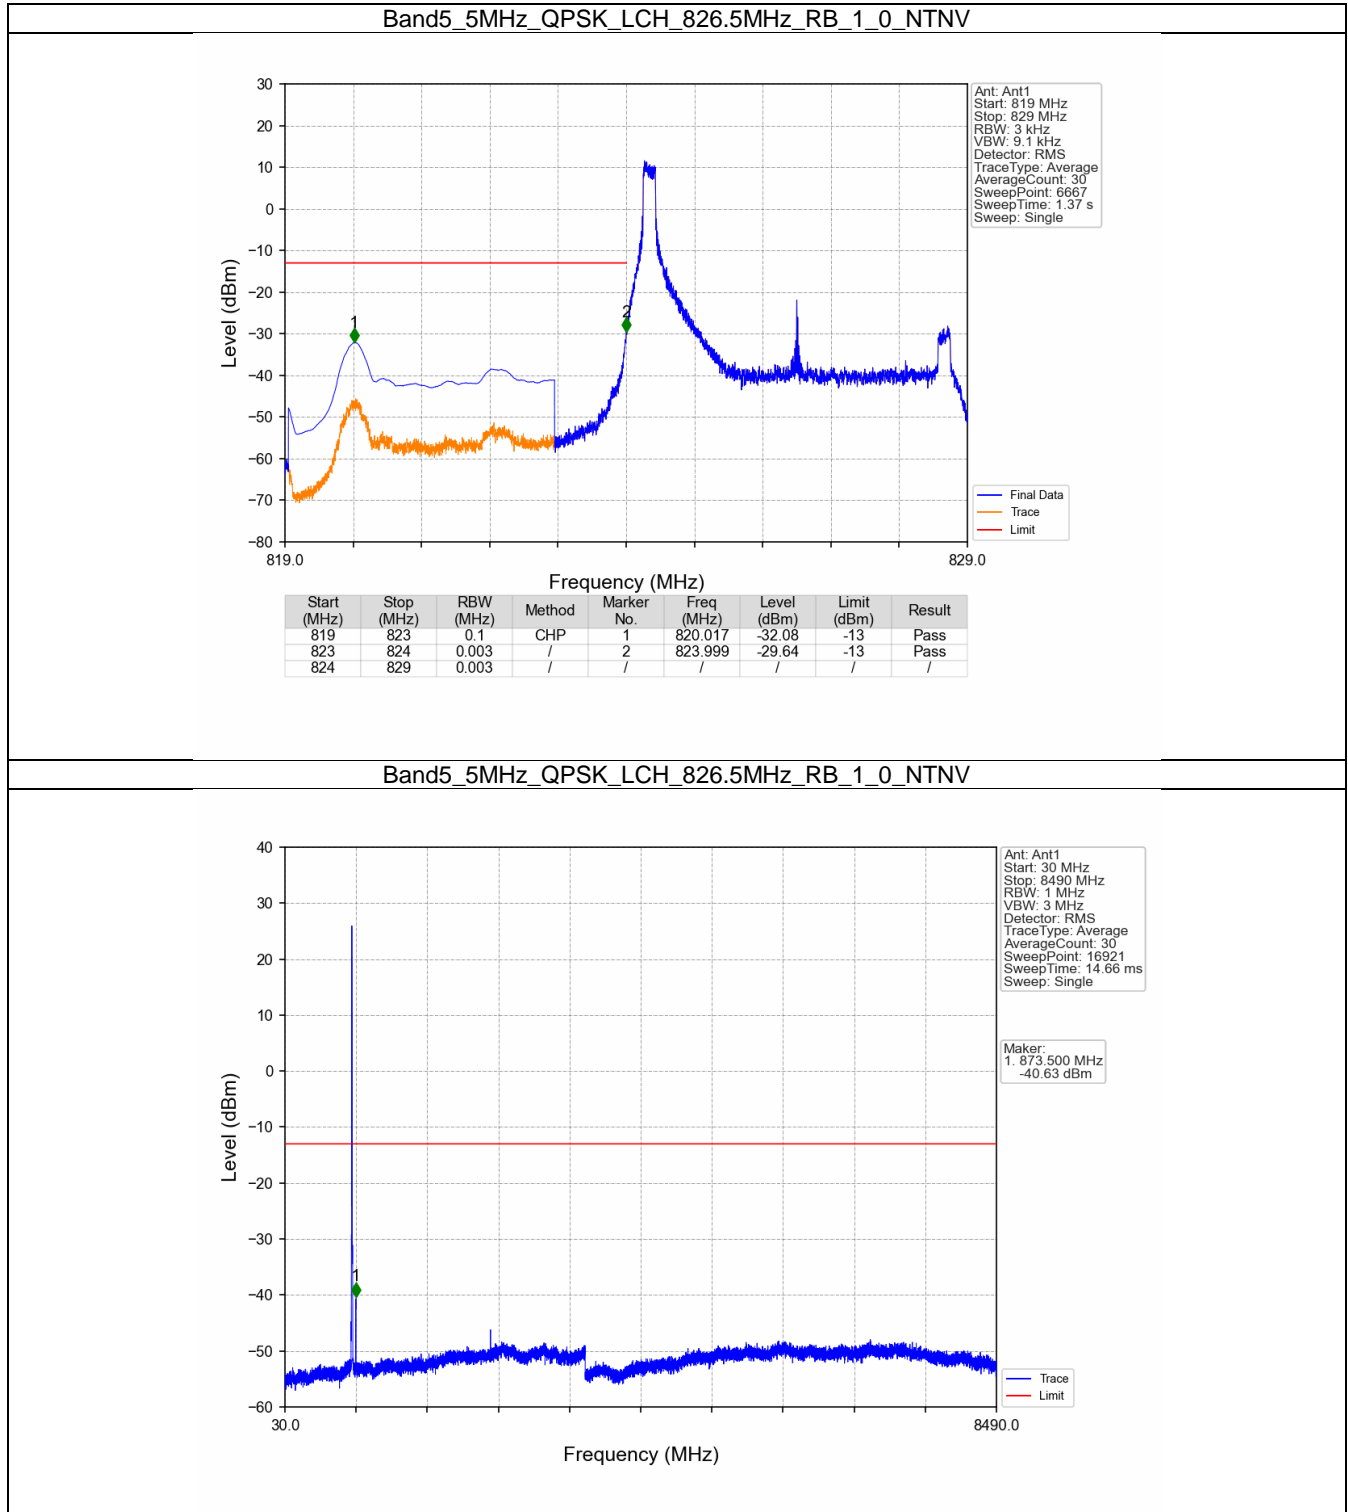 Band5_5MHz_QPSK_LCH_826.5MHz_RB_1_0_NTNV
30
20
10
0
−10
−20
−30
−40
−50
−60
−70
−80
Level (dBm)
1
2
819.0
829.0
Frequency (MHz)
Ant: Ant1
Start: 819 MHz
Stop: 829 MHz
RBW: 3 kHz
VBW: 9.1 kHz
Detector: RMS
TraceType: Average
AverageCount: 30
SweepPoint: 6667
SweepTime: 1.37 s
Sweep: Single
Final Data
Trace
Limit
Start (MHz) Stop (MHz) RBW (MHz) Method Marker No. Freq (MHz) Level (dBm) Limit (dBm) Result
819 823 0.1 CHP 1 820.017 -32.08 -13 Pass
823 824 0.003 / 2 823.999 -29.64 -13 Pass
824 829 0.003 / / / / / /
Band5_5MHz_QPSK_LCH_826.5MHz_RB_1_0_NTNV
40
30
20
10
0
−10
−20
−30
−40
−50
−60
Level (dBm)
1
30.0
8490.0
Frequency (MHz)
Ant: Ant1
Start: 30 MHz
Stop: 8490 MHz
RBW: 1 MHz
VBW: 3 MHz
Detector: RMS
TraceType: Average
AverageCount: 30
SweepPoint: 16921
SweepTime: 14.66 ms
Sweep: Single
Maker:
1. 873.500 MHz
-40.63 dBm
Trace
Limit